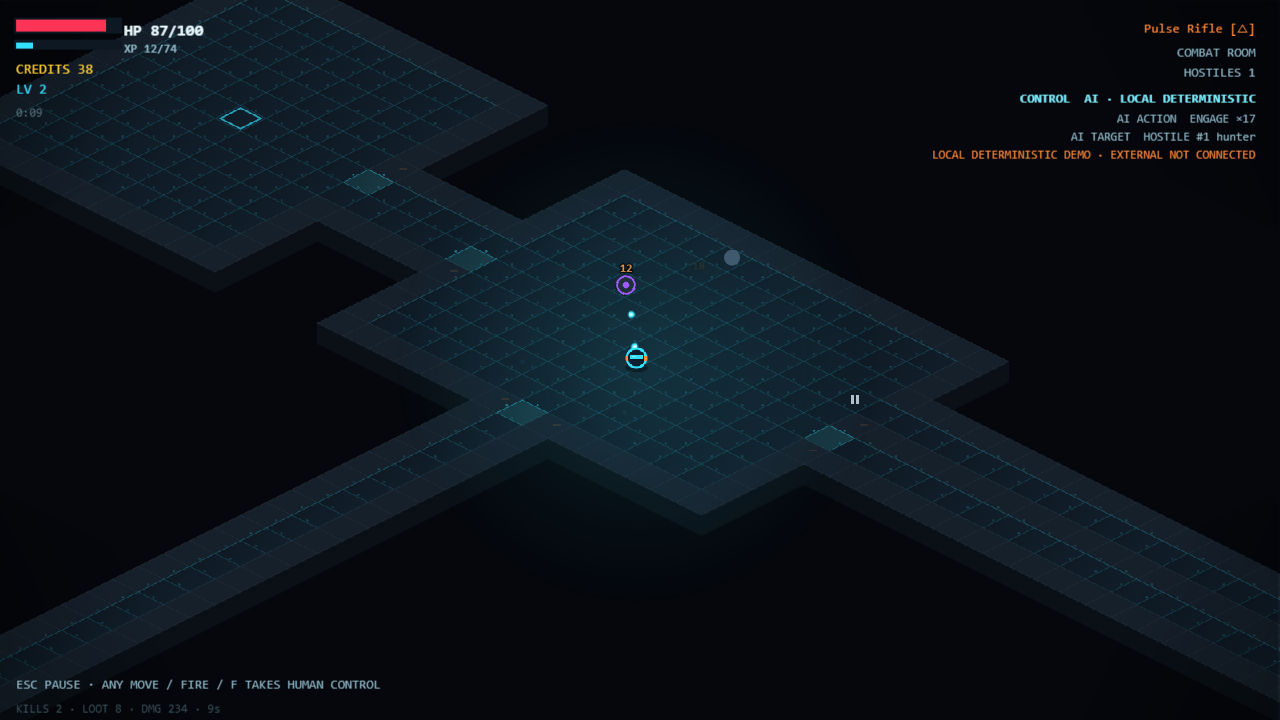 HP 87/100
XP 12/74
CREDITS 38
LV 2
0:09
Pulse Rifle [△]
COMBAT ROOM
HOSTILES 1
CONTROL AI · LOCAL DETERMINISTIC
AI ACTION ENGAGE ×17
AI TARGET HOSTILE #1 hunter
LOCAL DETERMINISTIC DEMO · EXTERNAL NOT CONNECTED
12
ESC PAUSE · ANY MOVE / FIRE / F TAKES HUMAN CONTROL
KILLS 2 · LOOT 8 · DMG 234 · 9s